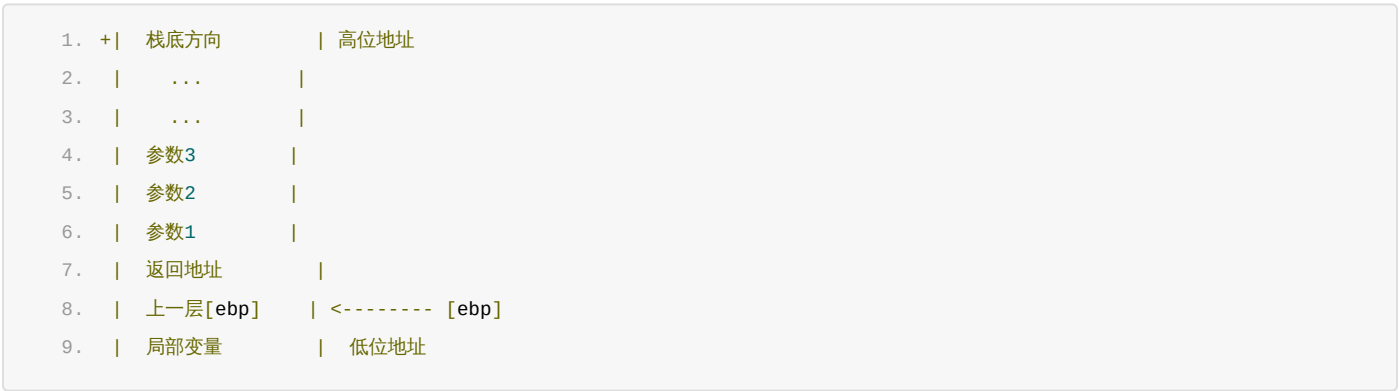 1. +|  栈底方向        | 高位地址
2.  |    ...        |
3.  |    ...        |
4.  |  参数3        |
5.  |  参数2        |
6.  |  参数1        |
7.  |  返回地址        |
8.  |  上一层[ebp]    | <-------- [ebp]
9.  |  局部变量        |  低位地址